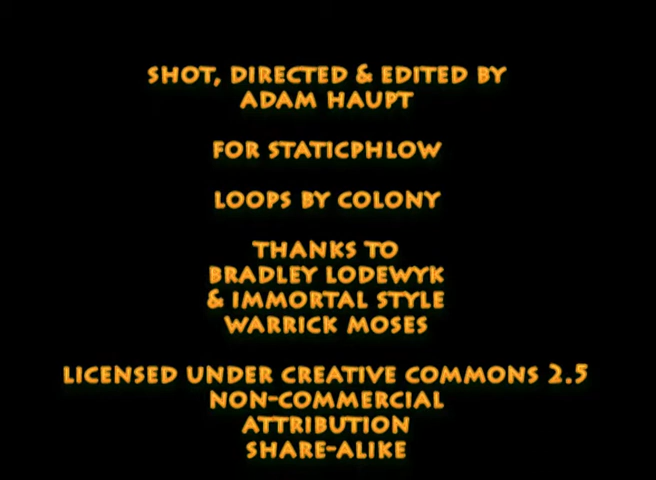 SHOT, DIRECTED & EDITED BY
ADAM HAUPT
FOR STATICPHLOW
LOOPS BY COLONY
THANKS TO
BRADLEY LODEWYK
& IMMORTAL STYLE
WARRICK MOSES
LICENSED UNDER CREATIVE COMMONS 2.5
NON-COMMERCIAL
ATTRIBUTION
SHARE-ALIKE